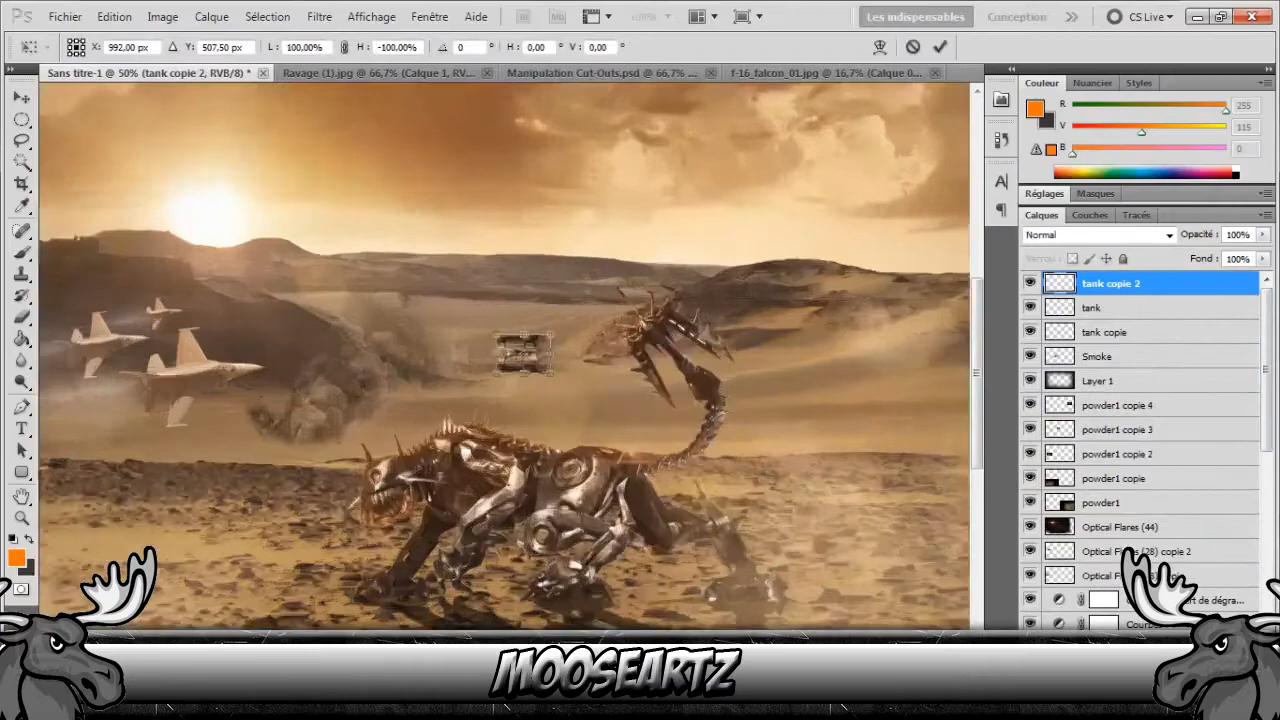 Ps Fichier Edition Image Calque Sélection Filtre Affichage Fenêtre Aide Br Mb Les indispensables Conception CS Live
X: 992,00 px Y: 507,50 px L: 100,00% H: -100,00% 0 ° H: 0,00 ° V: 0,00 °
Sans titre-1 @ 50% (tank copie 2, RVB/8) * Ravage (1).jpg @ 66,7% (Calque 1, RV... Manipulation Cut-Outs.psd @ 66,7% ... f-16_falcon_01.jpg @ 16,7% (Calque 0...
Couleur Nuancier Styles
R 255
V 115
B 0
Réglages Masques
Calques Couches Tracés
Normal Opacité : 100%
Verrou : Fond : 100%
tank copie 2
tank
tank copie
Smoke
Layer 1
powder1 copie 4
powder1 copie 3
powder1 copie 2
powder1 copie
powder1
Optical Flares (44)
Optical Flares (28) copie 2
MOOSEARTZ